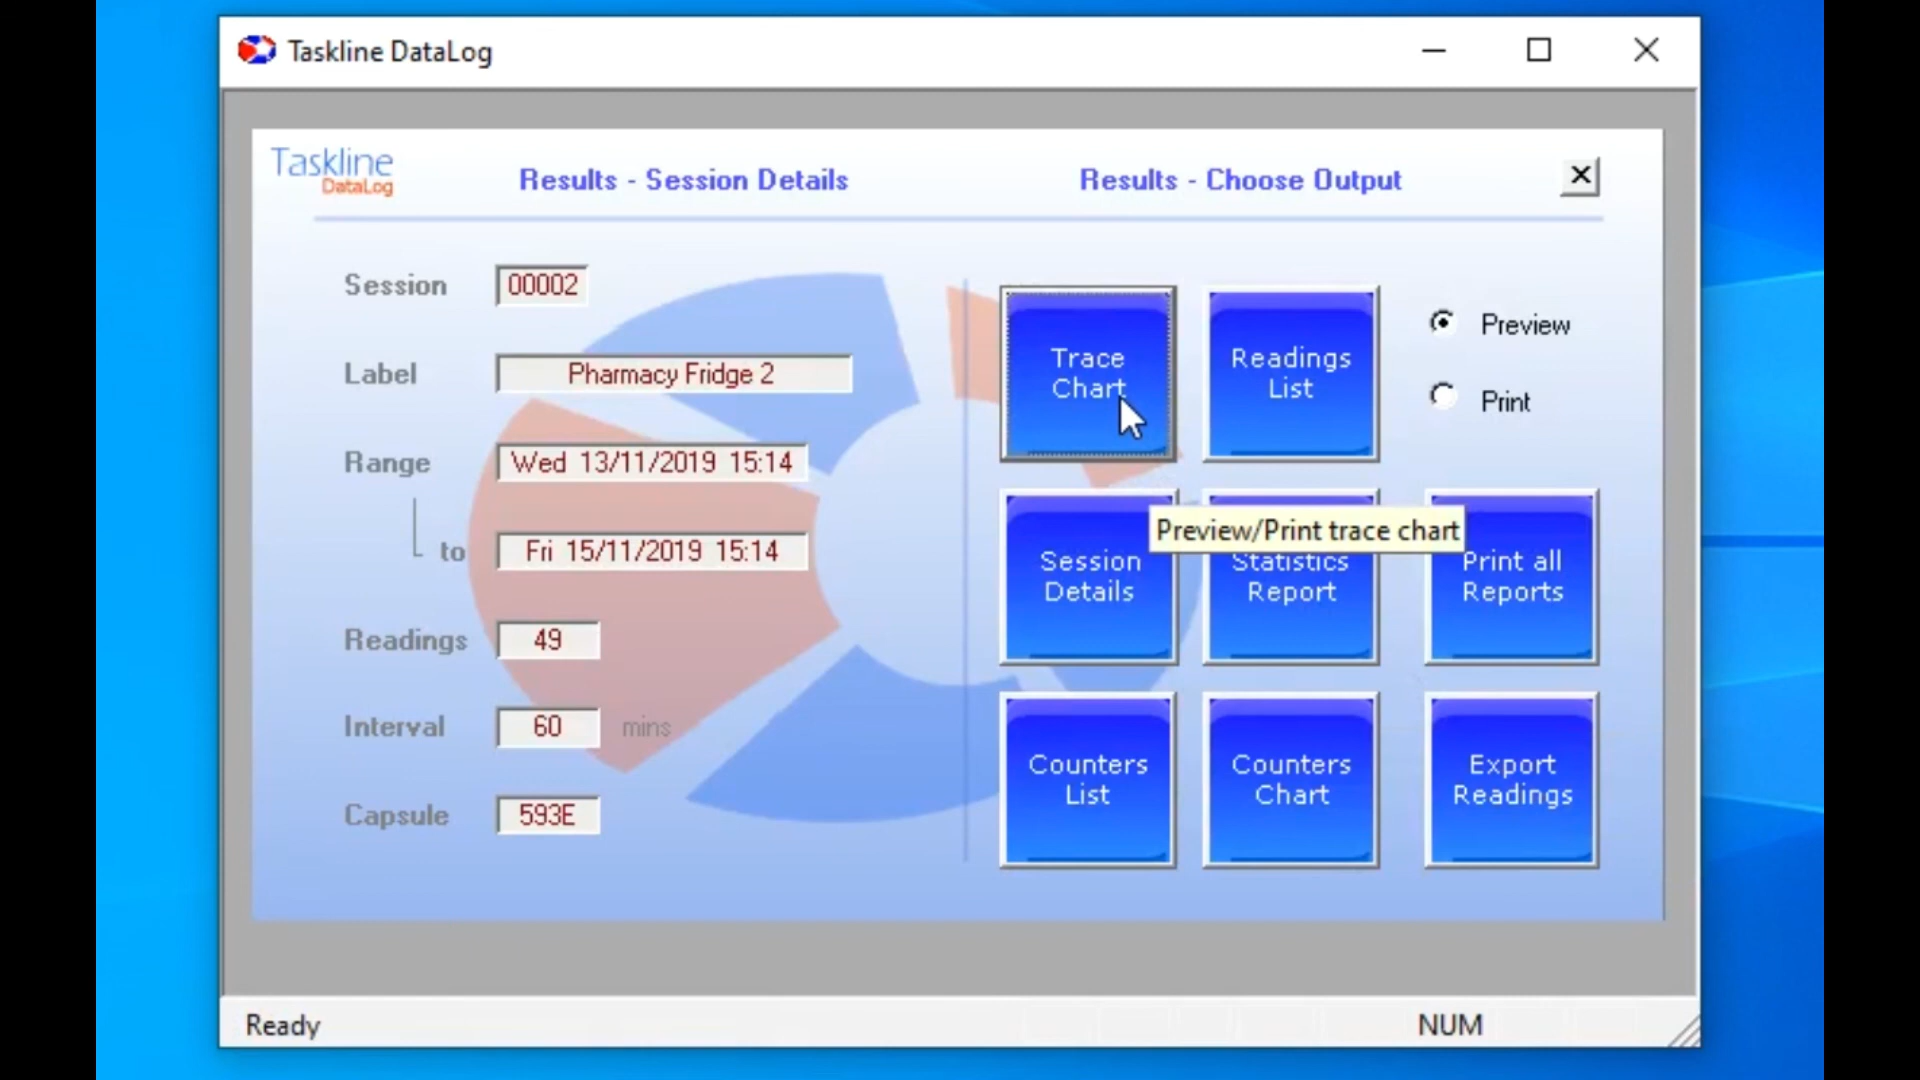 Taskline DataLog
Taskline
DataLog
Results - Session Details
Results - Choose Output
Session
00002
Label
Pharmacy Fridge 2
Range
Wed 13/11/2019 15:14
to
Fri 15/11/2019 15:14
Readings
49
Interval
60
mins
Capsule
593E
Trace
Chart
Readings
List
Preview
Print
Preview/Print trace chart
Session
Details
Statistics
Report
Print all
Reports
Counters
List
Counters
Chart
Export
Readings
Ready
NUM